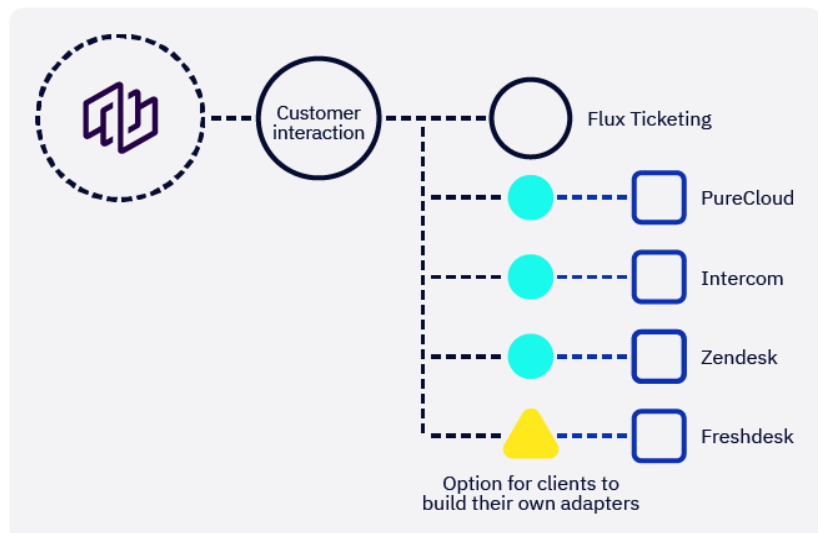 Customer
interaction
Flux Ticketing
PureCloud
Intercom
Zendesk
Freshdesk
Option for clients to
build their own adapters